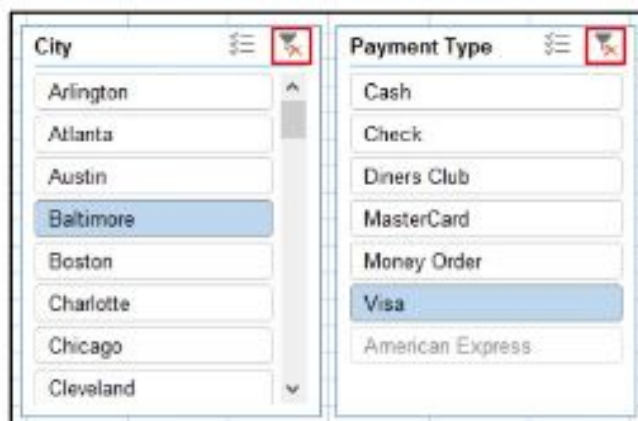 City
Arlington
Atlanta
Austin
Baltimore
Boston
Charlotte
Chicago
Cleveland
Payment Type
Cash
Check
Diners Club
MasterCard
Money Order
Visa
American Express